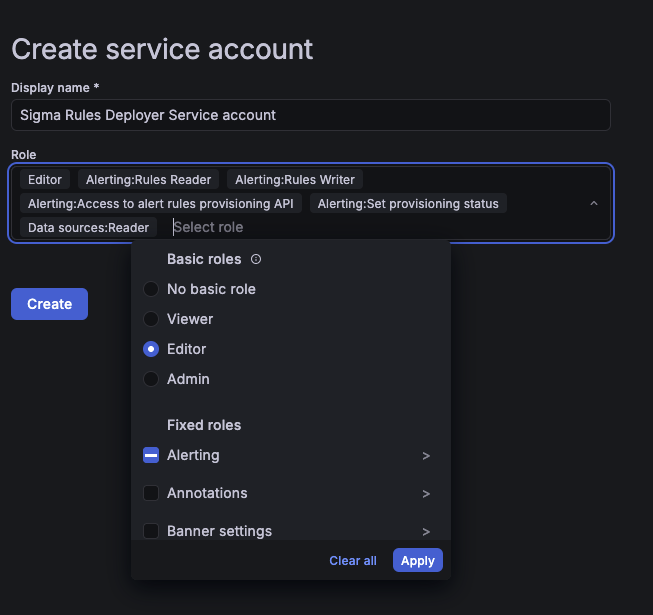 Create service account
Display name *
Sigma Rules Deployer Service account
Role
Editor Alerting:Rules Reader Alerting:Rules Writer
Alerting:Access to alert rules provisioning API Alerting:Set provisioning status
Data sources:Reader Select role
Basic roles
No basic role
Viewer
Editor
Admin
Create
Fixed roles
Alerting
Annotations
Banner settings
Clear all Apply